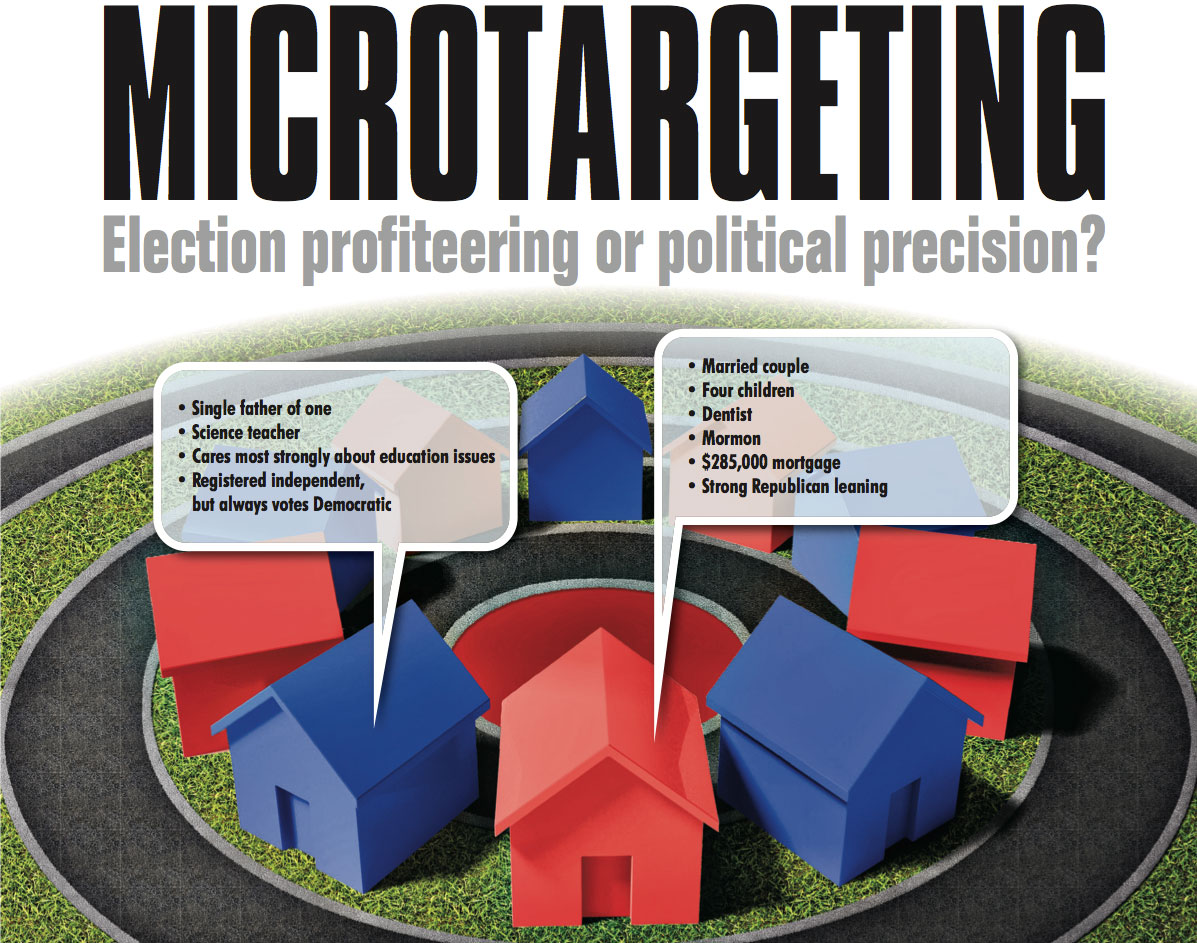 MICROTARGETING
Election profiteering or political precision?
• Single father of one
• Science teacher
• Cares most strongly about education issues
• Registered independent,
but always votes Democratic
• Married couple
• Four children
• Dentist
• Mormon
• $285,000 mortgage
• Strong Republican leaning